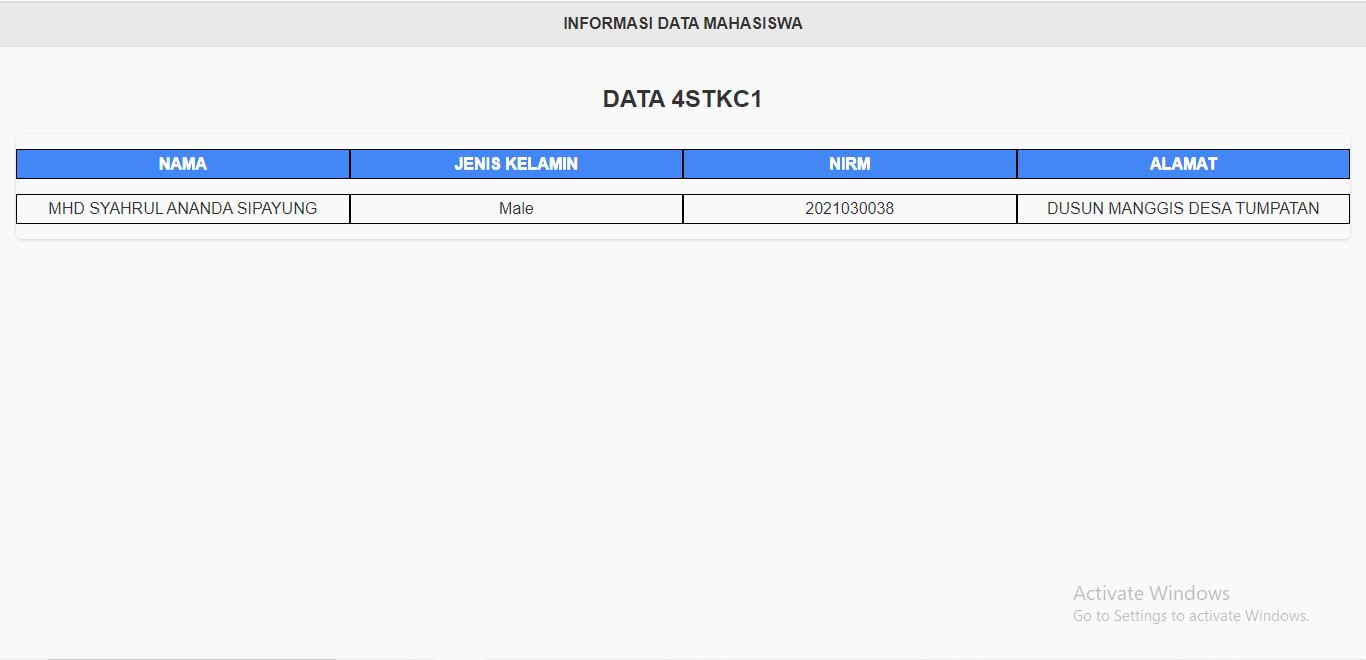 INFORMASI DATA MAHASISWA
DATA 4STKC1
NAMA JENIS KELAMIN NIRM ALAMAT
MHD SYAHRUL ANANDA SIPAYUNG Male 2021030038 DUSUN MANGGIS DESA TUMPATAN
Activate Windows
Go to Settings to activate Windows.